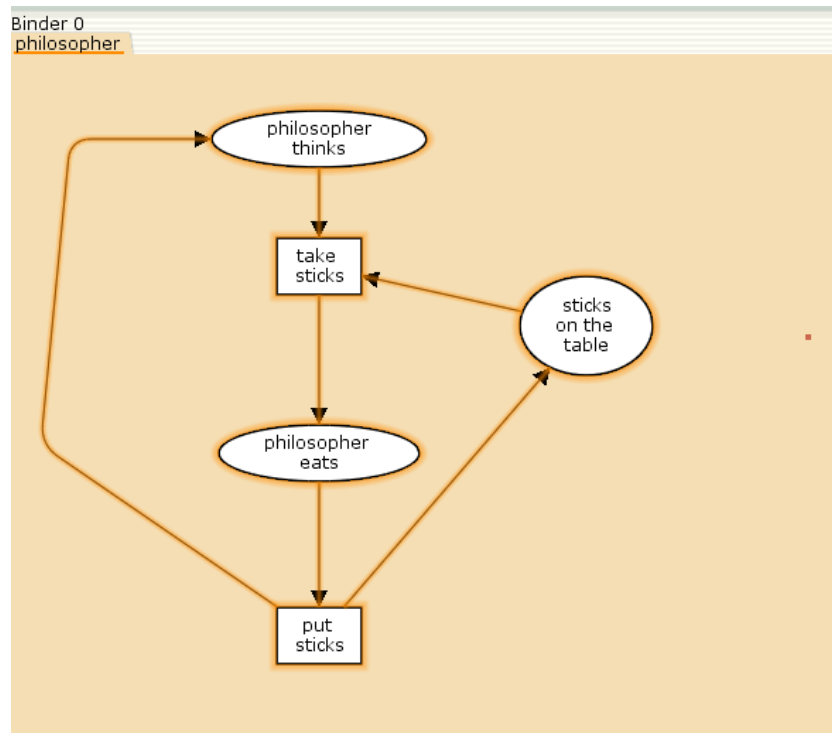 Binder 0
philosopher
philosopher
thinks
take
sticks
sticks
on the
table
philosopher
eats
put
sticks